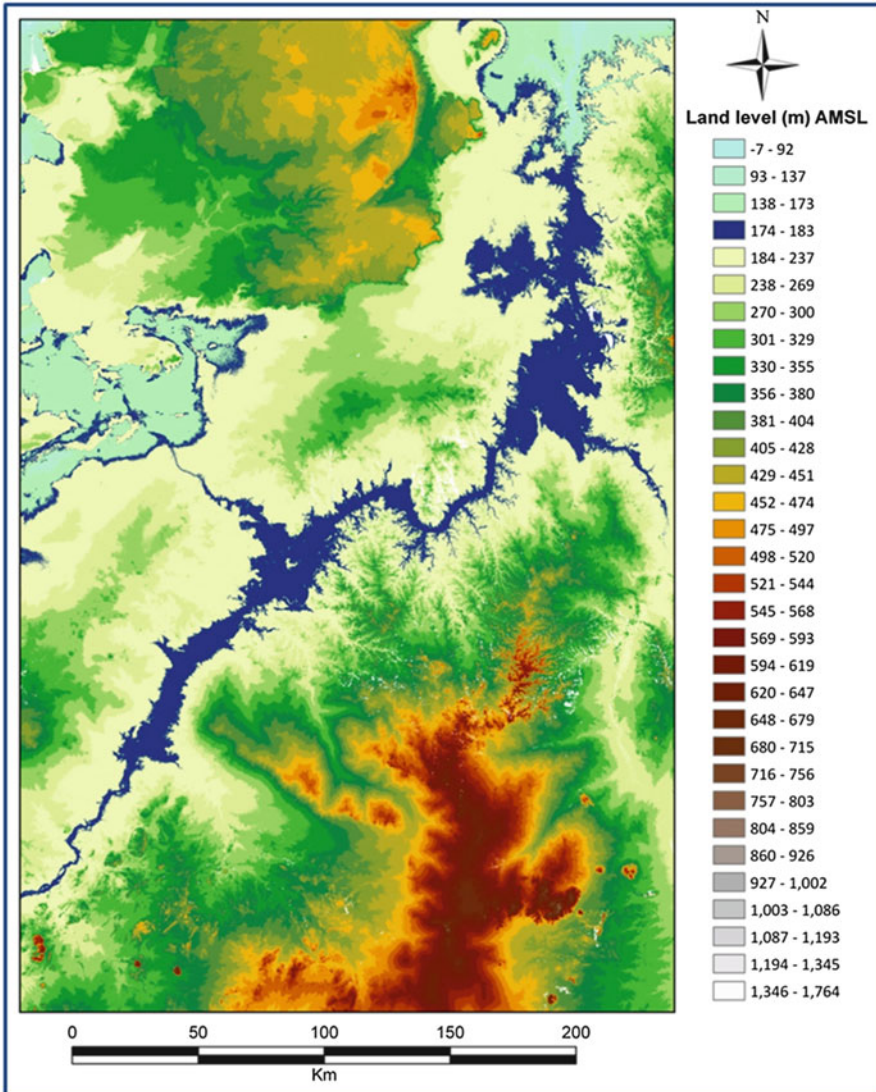 N
Land level (m) AMSL
-7 - 92
93 - 137
138 - 173
174 - 183
184 - 237
238 - 269
270 - 300
301 - 329
330 - 355
356 - 380
381 - 404
405 - 428
429 - 451
452 - 474
475 - 497
498 - 520
521 - 544
545 - 568
569 - 593
594 - 619
620 - 647
648 - 679
680 - 715
716 - 756
757 - 803
804 - 859
860 - 926
927 - 1,002
1,003 - 1,086
1,087 - 1,193
1,194 - 1,345
1,346 - 1,764
0 50 100 150 200
Km